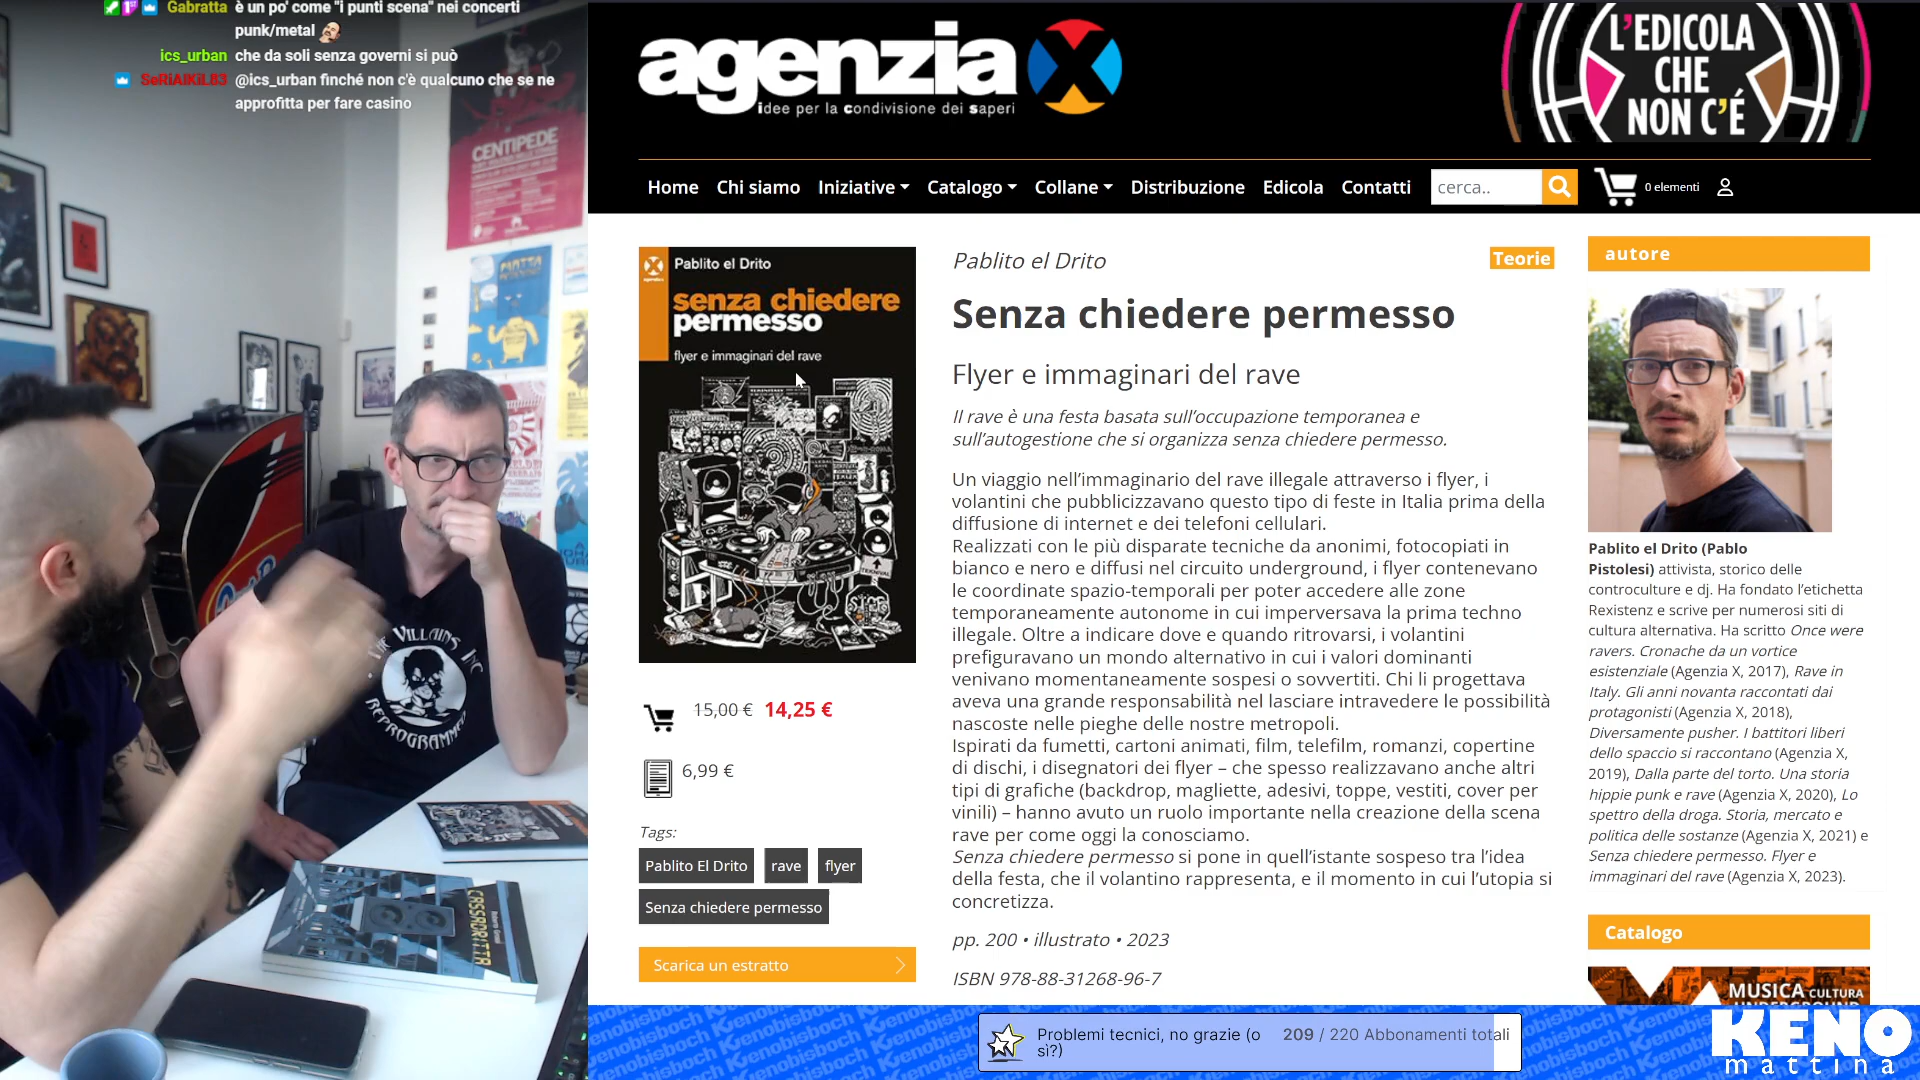 Gabratta è un po' come "i punti scena" nei concerti
punk/metal
ics_urban che da soli senza governi si può
SeRiAlKiLB3 @ics_urban finché non c'è qualcuno che se ne
approfitta per fare casino
CENTIPEDE
THE VILLAINS INC
REPROGRAMMED
CASSADRITTA
agenzia X
idee per la condivisione dei saperi
L'EDICOLA
CHE
NON C'É
Home Chi siamo Iniziative Catalogo Collane Distribuzione Edicola Contatti cerca.. 0 elementi
Pablito el Drito
senza chiedere
permesso
flyer e immaginari del rave
15,00 € 14,25 €
6,99 €
Tags:
Pablito El Drito rave flyer
Senza chiedere permesso
Scarica un estratto
Pablito el Drito Teorie
Senza chiedere permesso
Flyer e immaginari del rave
Il rave è una festa basata sull'occupazione temporanea e
sull'autogestione che si organizza senza chiedere permesso.
Un viaggio nell'immaginario del rave illegale attraverso i flyer, i
volantini che pubblicizzavano questo tipo di feste in Italia prima della
diffusione di internet e dei telefoni cellulari.
Realizzati con le più disparate tecniche da anonimi, fotocopiati in
bianco e nero e diffusi nel circuito underground, i flyer contenevano
le coordinate spazio-temporali per poter accedere alle zone
temporaneamente autonome in cui imperversava la prima techno
illegale. Oltre a indicare dove e quando ritrovarsi, i volantini
prefiguravano un mondo alternativo in cui i valori dominanti
venivano momentaneamente sospesi o sovvertiti. Chi li progettava
aveva una grande responsabilità nel lasciare intravedere le possibilità
nascoste nelle pieghe delle nostre metropoli.
Ispirati da fumetti, cartoni animati, film, telefilm, romanzi, copertine
di dischi, i disegnatori dei flyer – che spesso realizzavano anche altri
tipi di grafiche (backdrop, magliette, adesivi, toppe, vestiti, cover per
vinili) – hanno avuto un ruolo importante nella creazione della scena
rave per come oggi la conosciamo.
Senza chiedere permesso si pone in quell'istante sospeso tra l'idea
della festa, che il volantino rappresenta, e il momento in cui l'utopia si
concretizza.
pp. 200 • illustrato • 2023
ISBN 978-88-31268-96-7
autore
Pablito el Drito (Pablo
Pistolesi) attivista, storico delle
controculture e dj. Ha fondato l'etichetta
Rexistenz e scrive per numerosi siti di
cultura alternativa. Ha scritto Once were
ravers. Cronache da un vortice
esistenziale (Agenzia X, 2017), Rave in
Italy. Gli anni novanta raccontati dai
protagonisti (Agenzia X, 2018),
Diversamente pusher. I battitori liberi
dello spaccio si raccontano (Agenzia X,
2019), Dalla parte del torto. Una storia
hippie punk e rave (Agenzia X, 2020), Lo
spettro della droga. Storia, mercato e
politica delle sostanze (Agenzia X, 2021) e
Senza chiedere permesso. Flyer e
immaginari del rave (Agenzia X, 2023).
Catalogo
MUSICA CULTURA
UNDERGROUND
Problemi tecnici, no grazie (o 209 / 220 Abbonamenti totali
sì?)
KENO
mattina